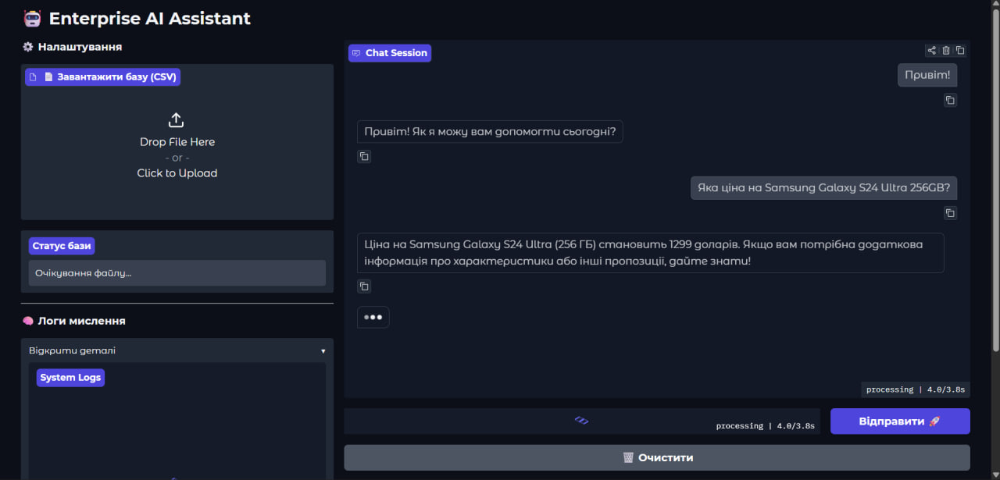 Enterprise AI Assistant
Налаштування
Завантажити базу (CSV)
Drop File Here
- or -
Click to Upload
Статус бази
Очікування файлу...
Логи мислення
Відкрити деталі
System Logs
Chat Session
Привіт!
Привіт! Як я можу вам допомогти сьогодні?
Яка ціна на Samsung Galaxy S24 Ultra 256GB?
Ціна на Samsung Galaxy S24 Ultra (256 ГБ) становить 1299 доларів. Якщо вам потрібна додаткова
інформація про характеристики або інші пропозиції, дайте знати!
processing | 4.0/3.8s
processing | 4.0/3.8s
Відправити
Очистити